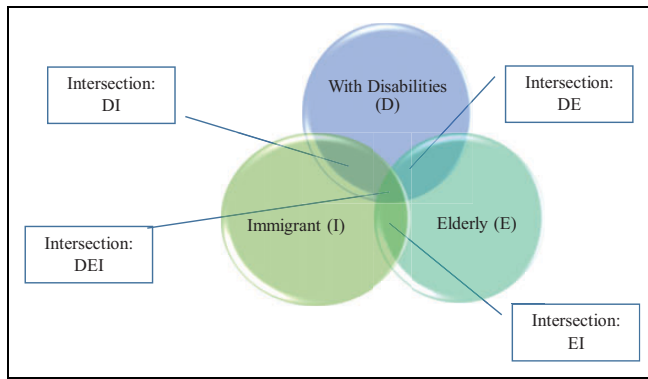 Intersection:
DI
With Disabilities
(D)
Intersection:
DE
Immigrant (I)
Elderly (E)
Intersection:
DEI
Intersection:
EI